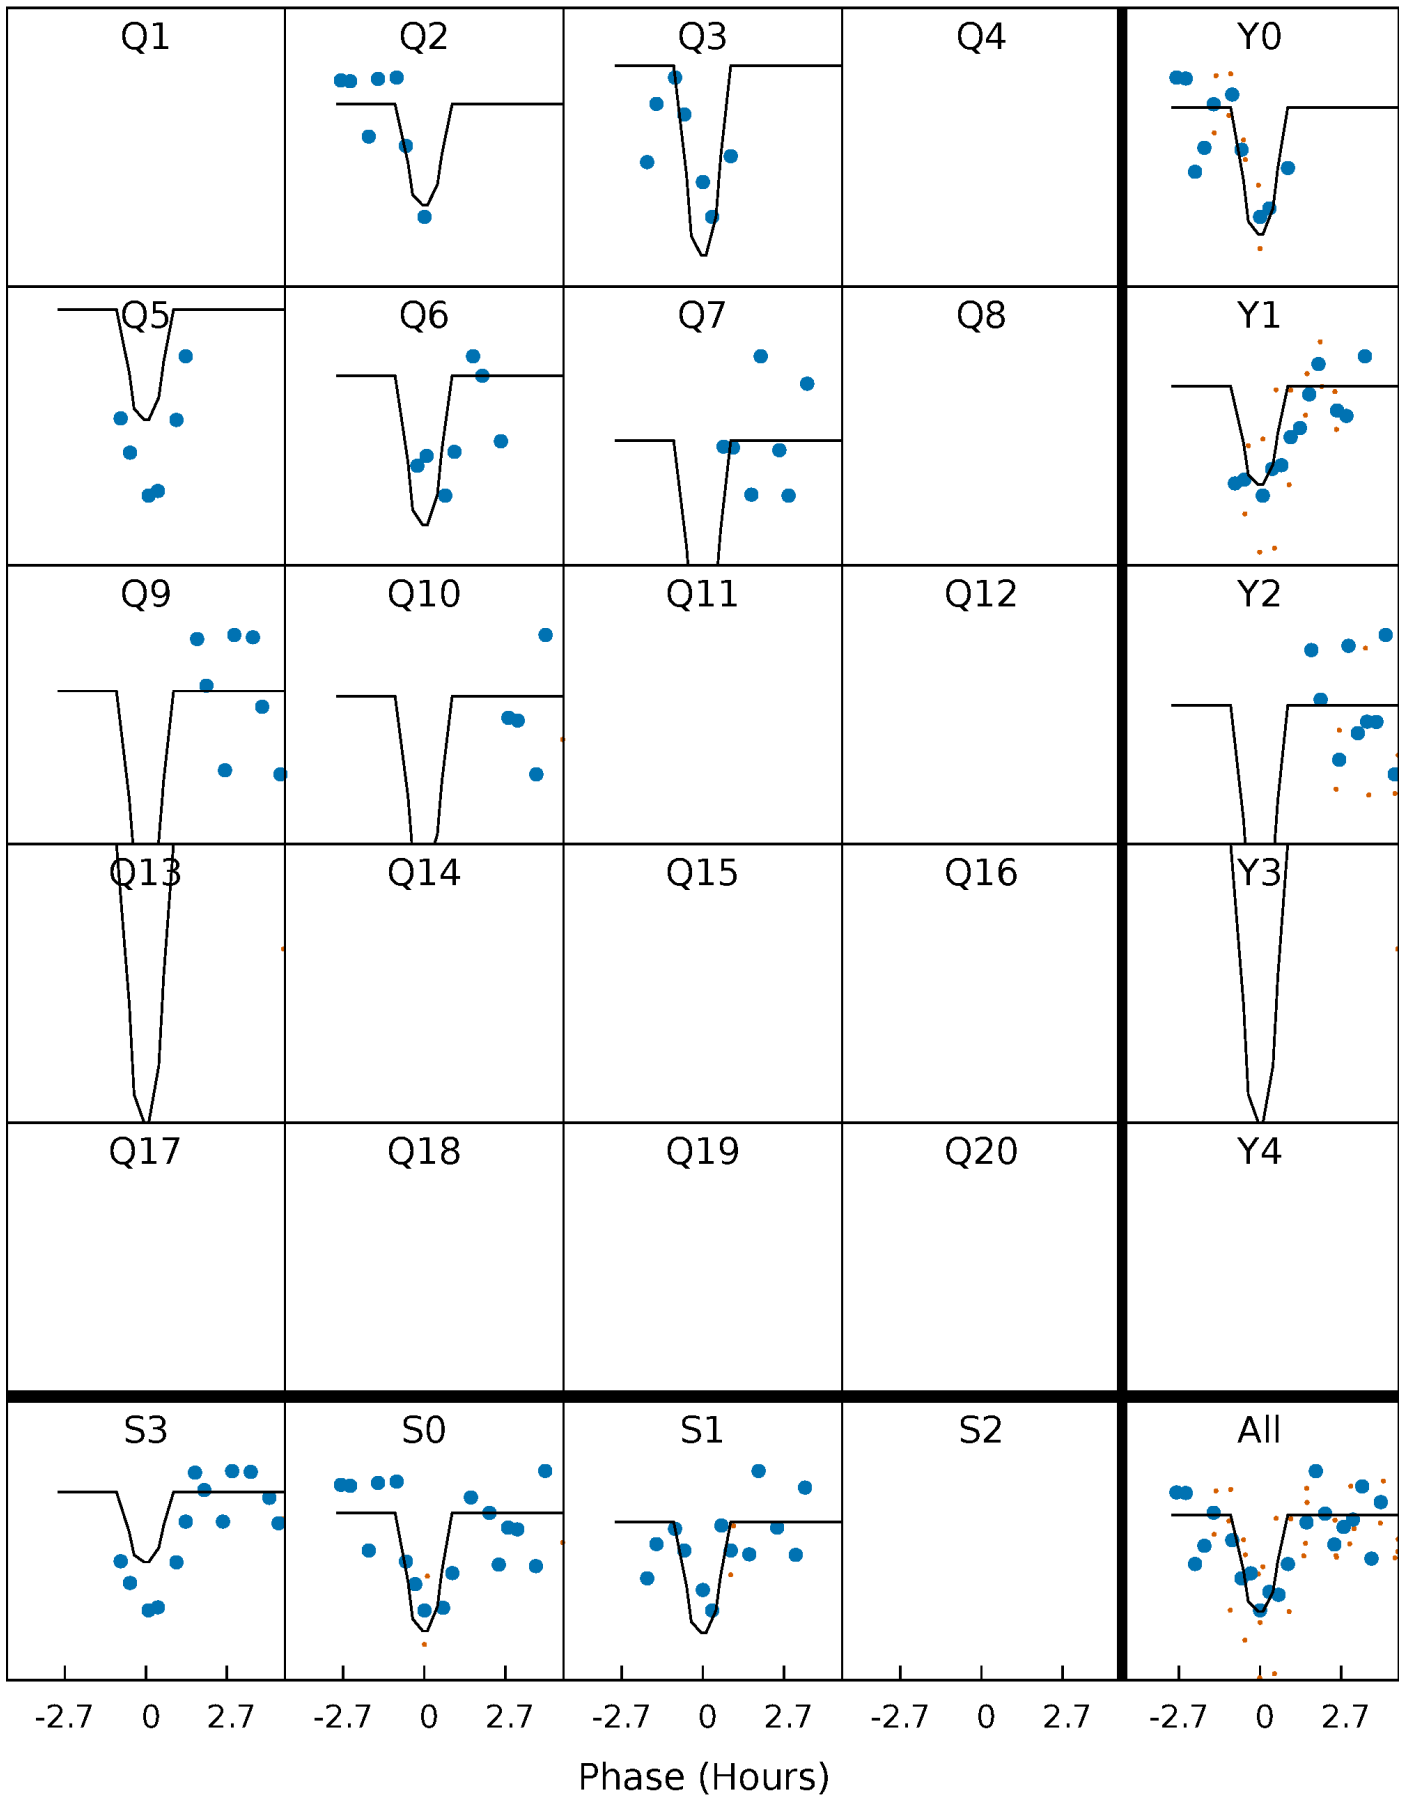 Q1 Q2 Q3 Q4 Y0
Q5 Q6 Q7 Q8 Y1
Q9 Q10 Q11 Q12 Y2
Q13 Q14 Q15 Q16 Y3
Q17 Q18 Q19 Q20 Y4
S3 S0 S1 S2 All
-2.7 0 2.7 -2.7 0 2.7 -2.7 0 2.7 -2.7 0 2.7 -2.7 0 2.7
Phase (Hours)